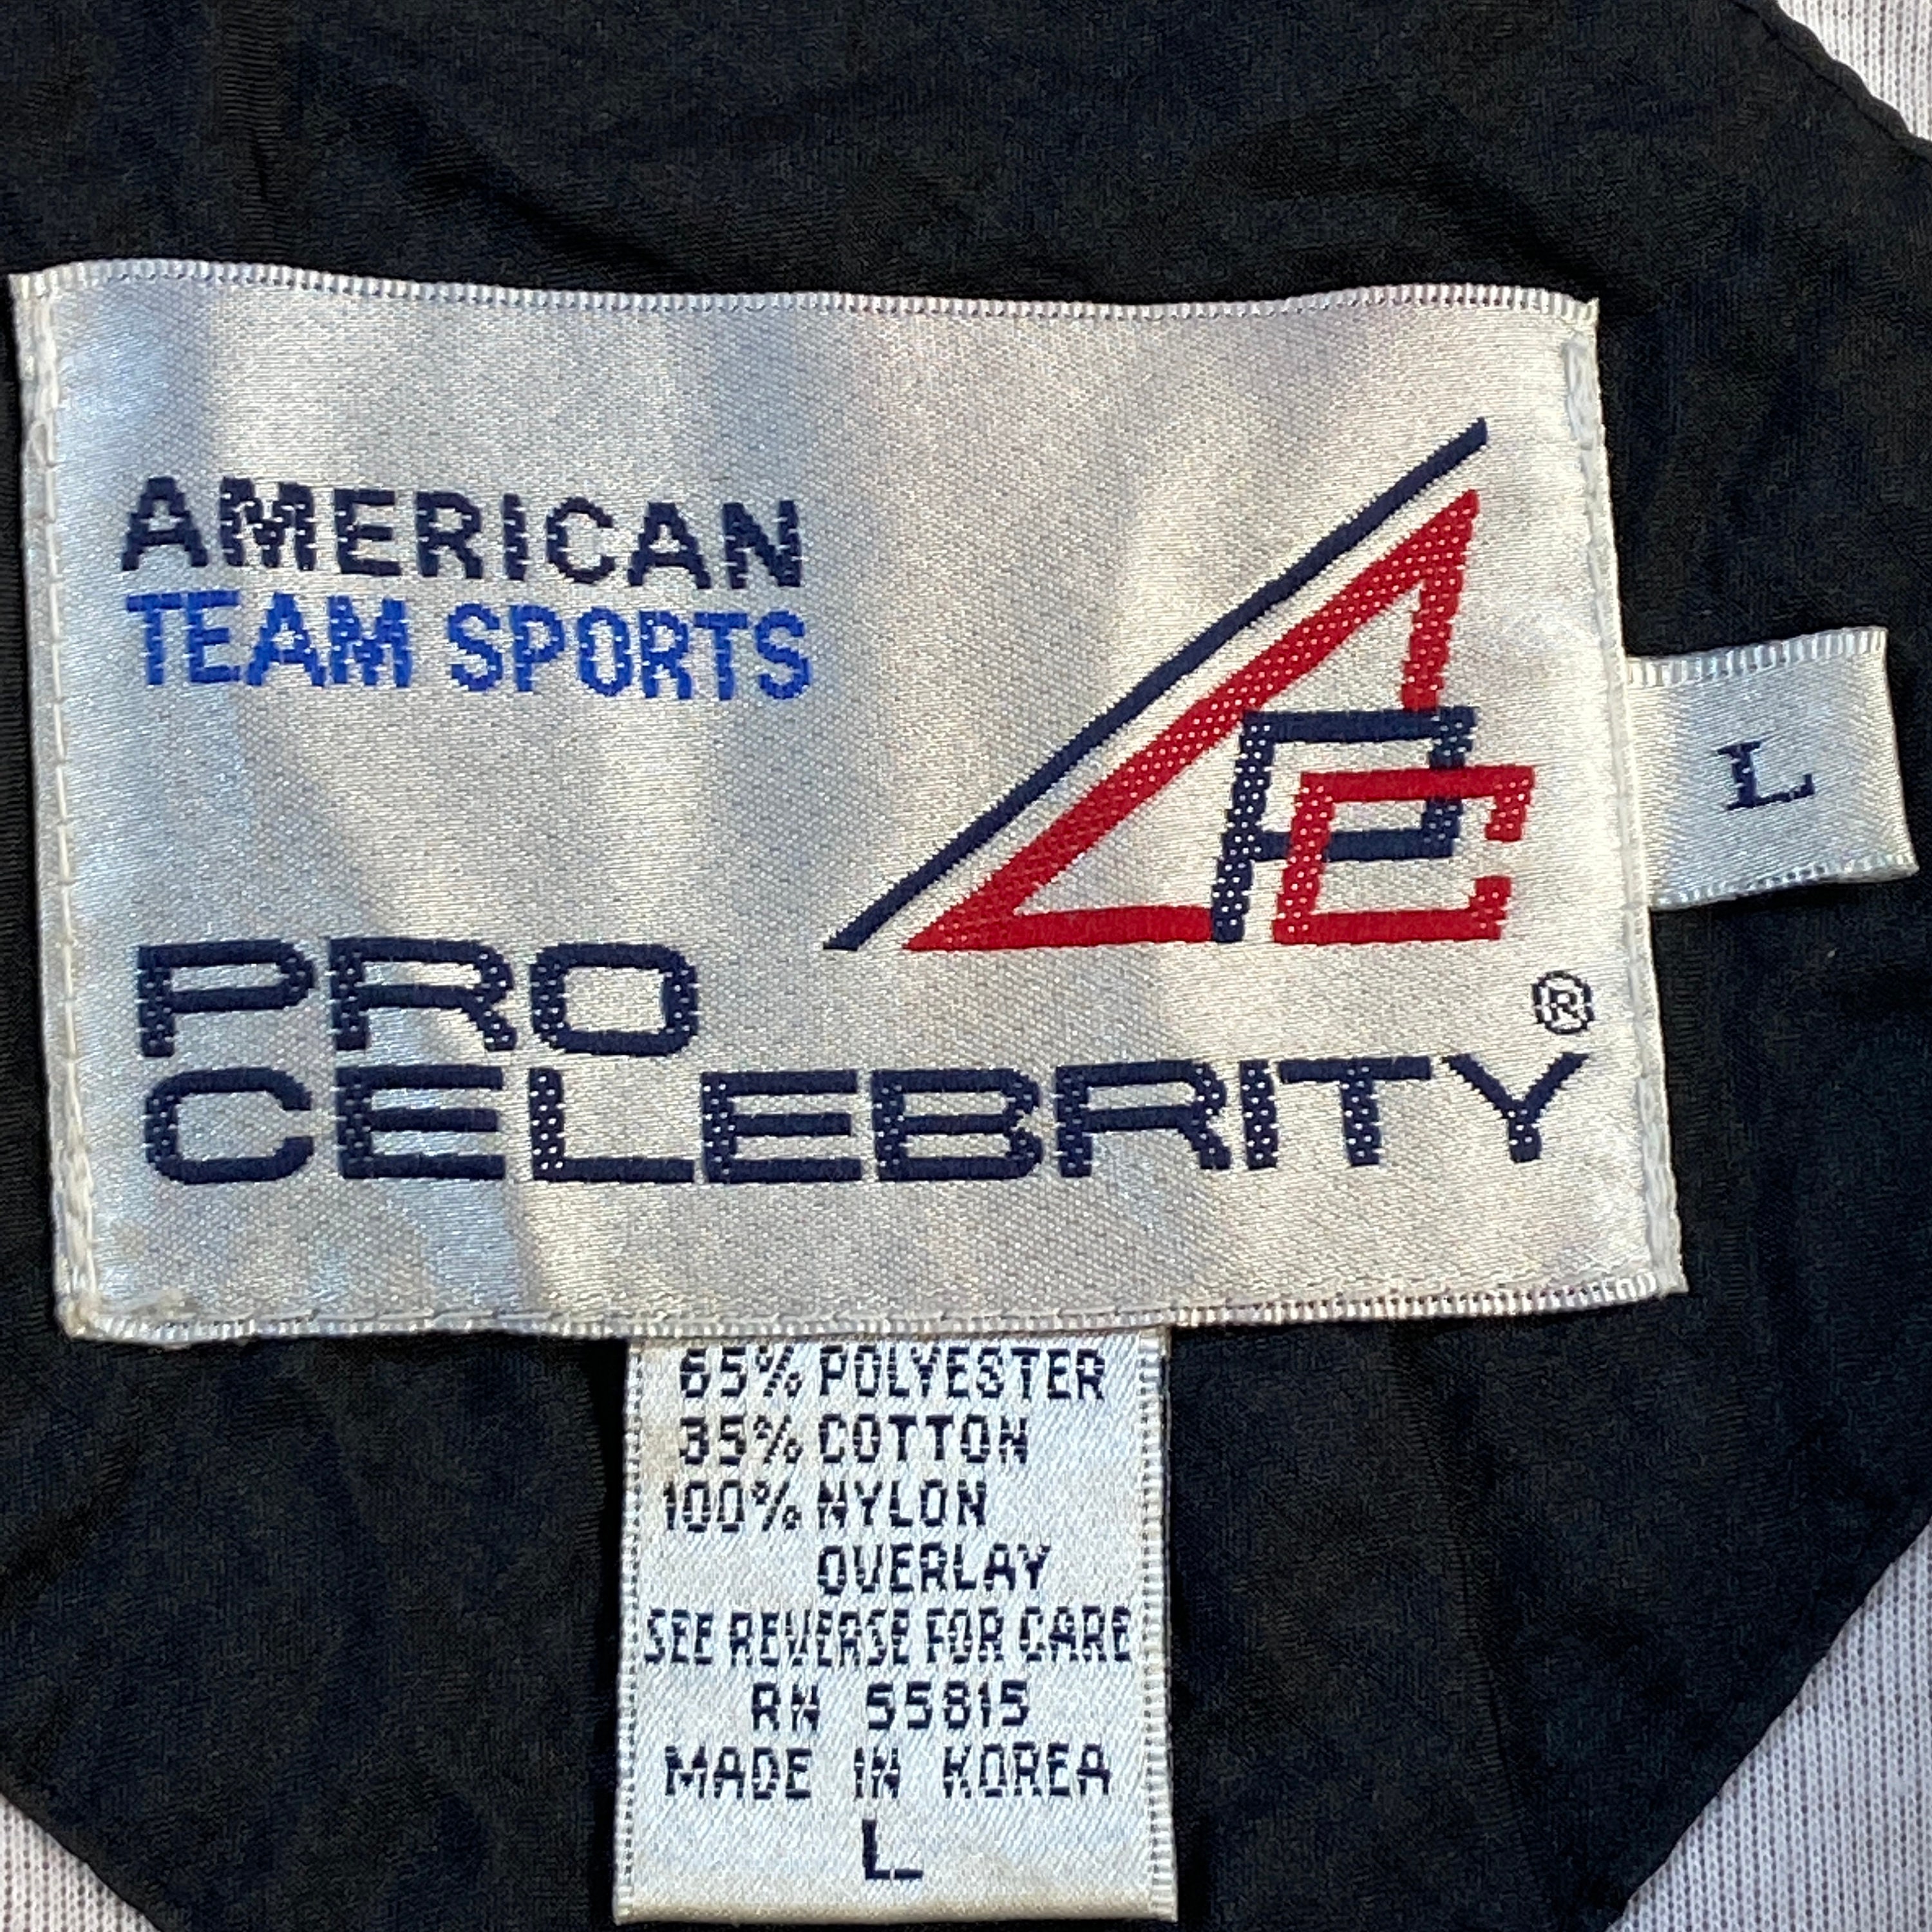 AMERICAN
TEAM SPORTS
APC
L
PRO
CELEBRITY®
65% POLYESTER
35% COTTON
100% NYLON
OVERLAY
SEE REVERSE FOR CARE
RN 55815
MADE IN KOREA
L